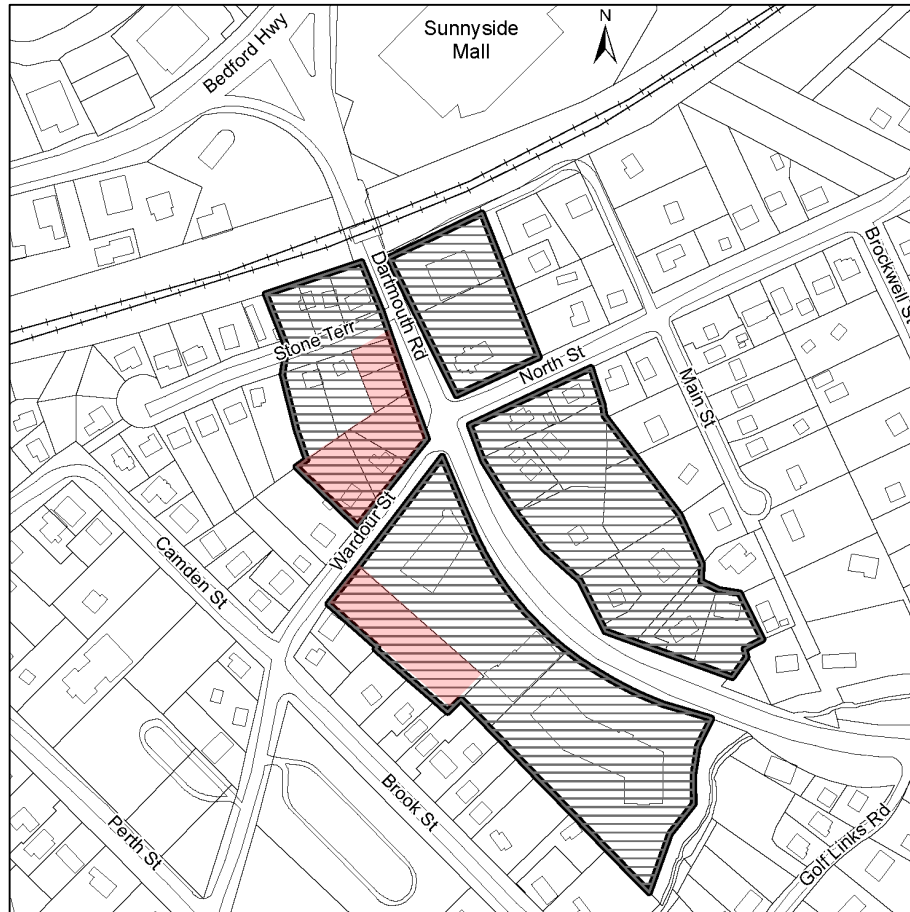 Bedford Hwy
Sunnyside
Mall
N
Dartmouth Rd
Brockwell St
Stone Terr
North St
Main St
Wardour St
Camden St
Brook St
Perth St
Golf Links Rd